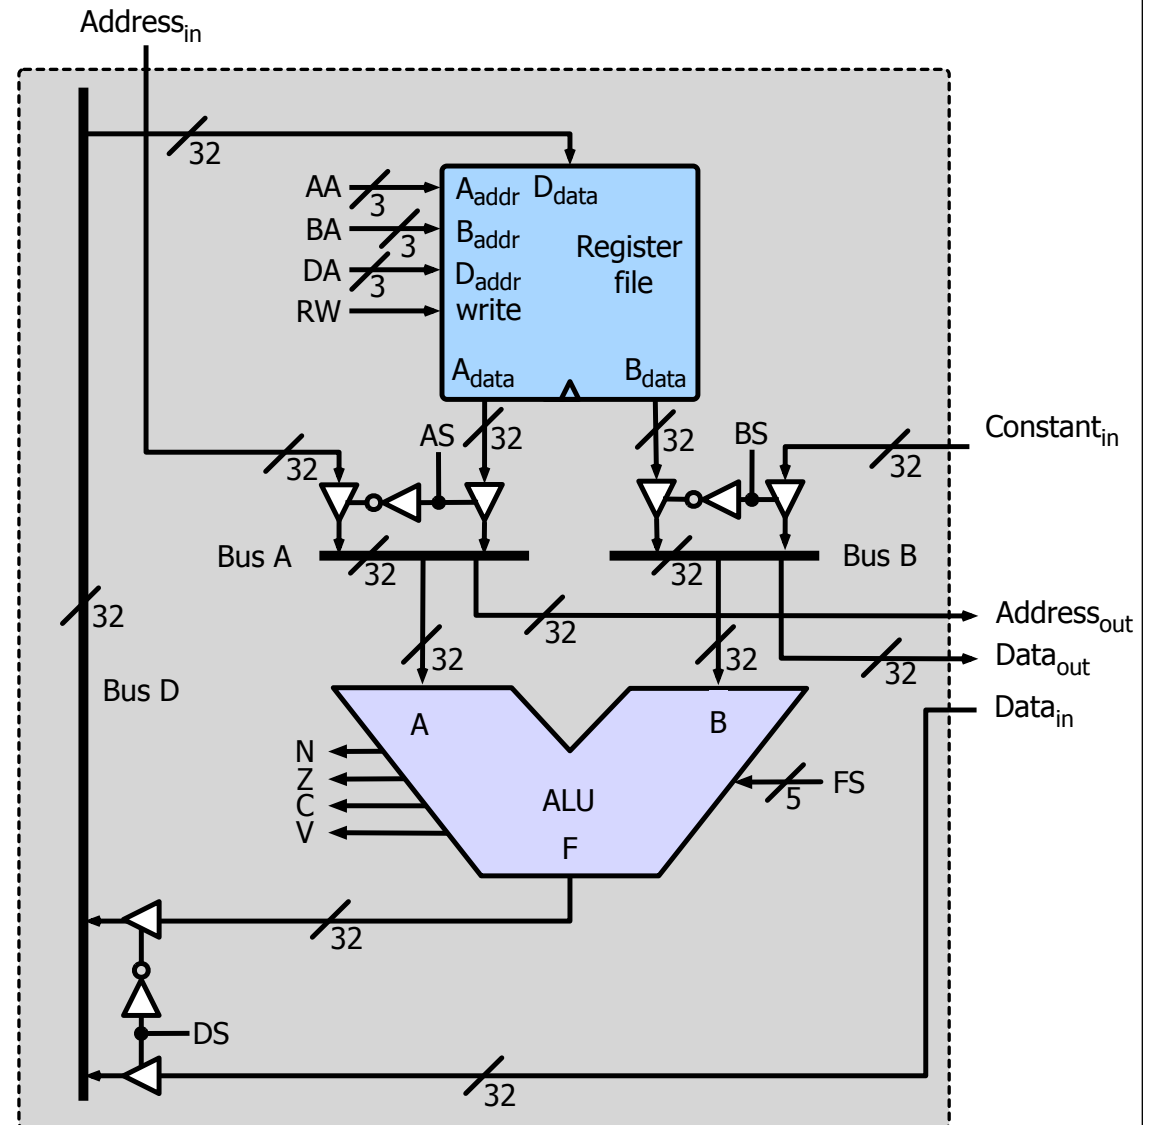 Address_in
32
AA 3 A_addr D_data
BA 3 B_addr Register
DA 3 D_addr file
RW write
A_data B_data
Constant_in
AS 32 32 BS
32 32
Bus A 32 32 Bus B
32
32 Address_out
32 32 32 Data_out
Bus D Data_in
A B
N
Z 5 FS
C ALU
V
F
32
DS
32